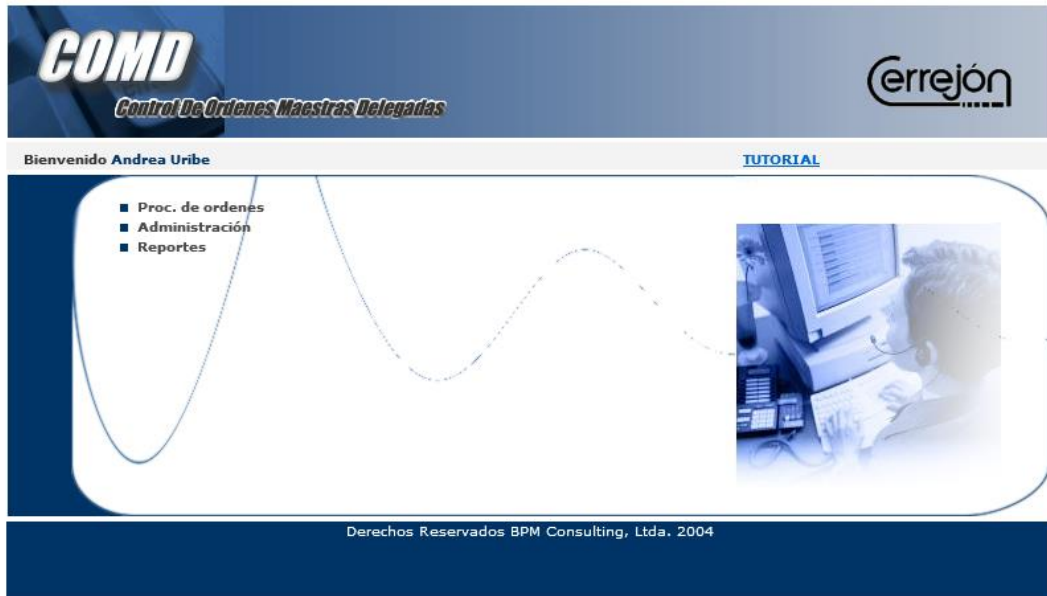 COMD
Control De Ordenes Maestras Delegadas
Cerrejón
Bienvenido Andrea Uribe
TUTORIAL
Proc. de ordenes
Administración
Reportes
Derechos Reservados BPM Consulting, Ltda. 2004